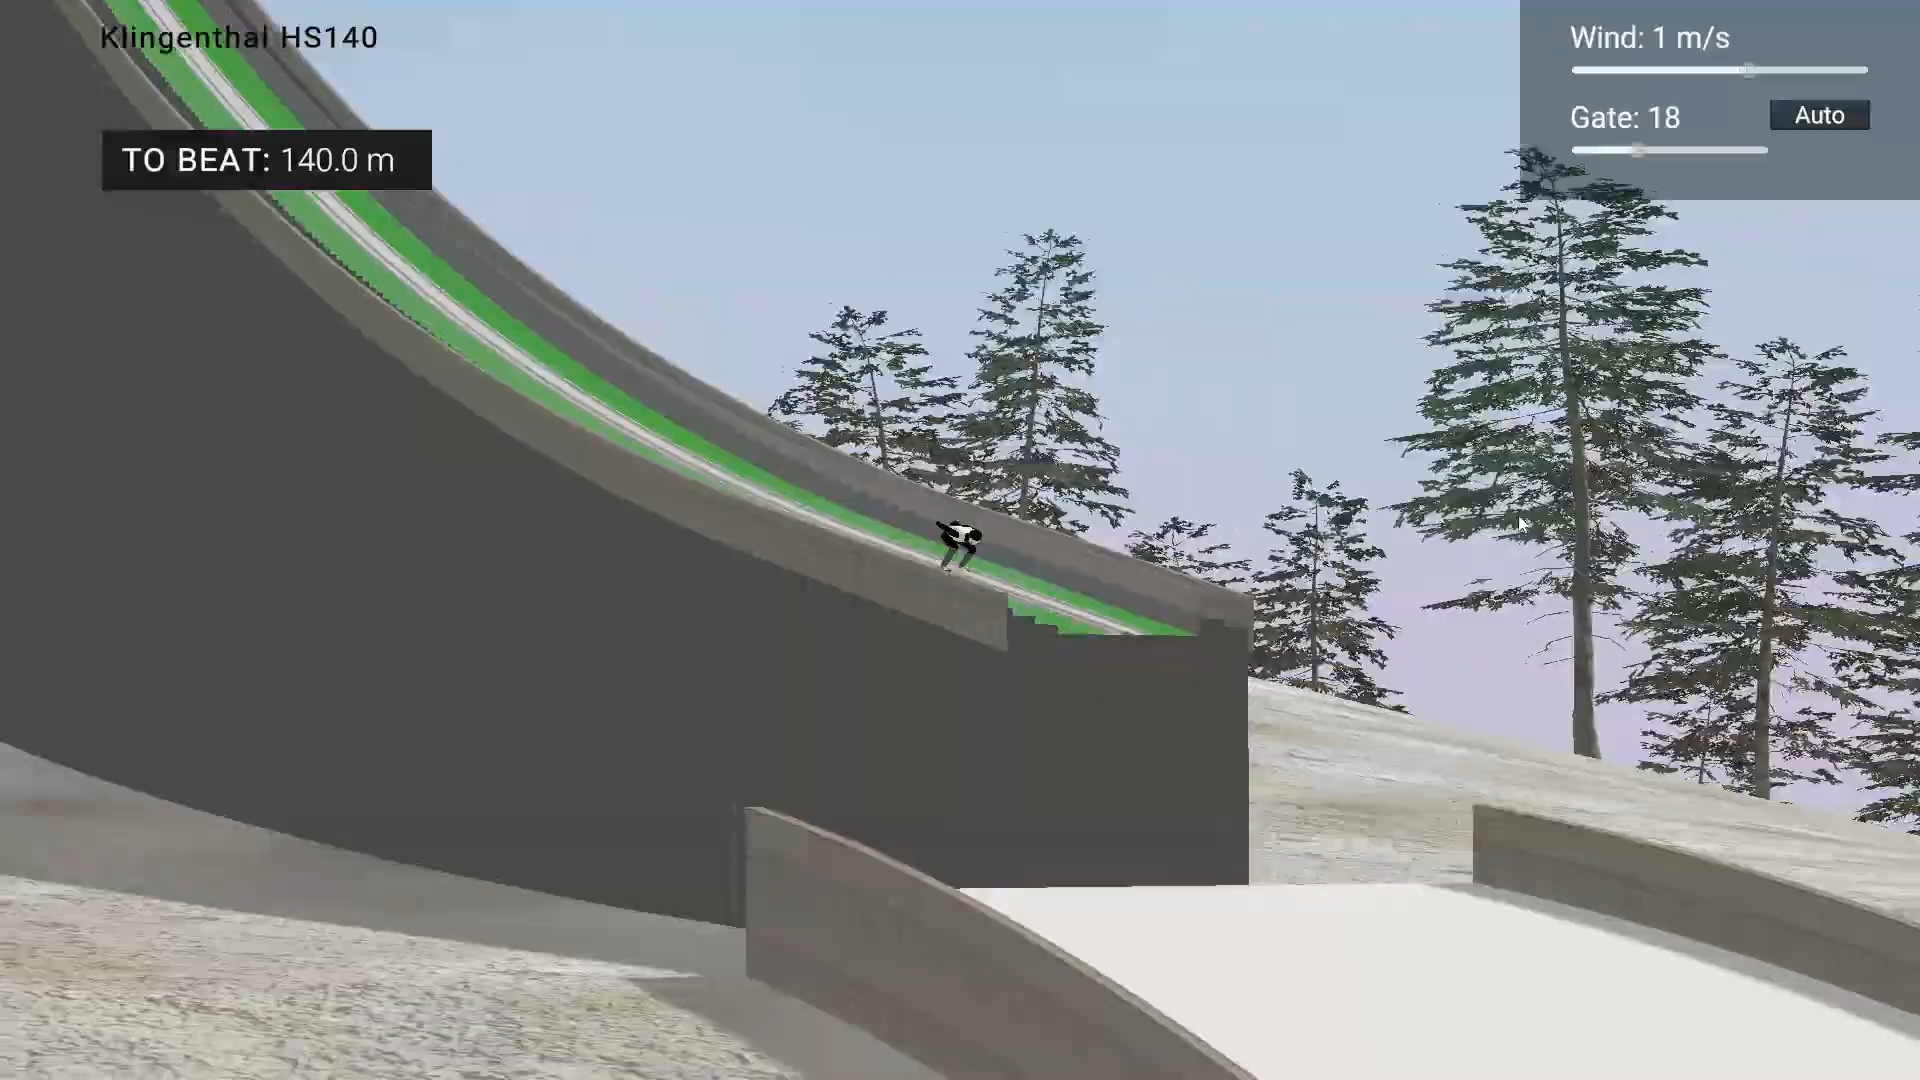 Klingenthal HS140
TO BEAT: 140.0 m
Wind: 1 m/s
Gate: 18
Auto